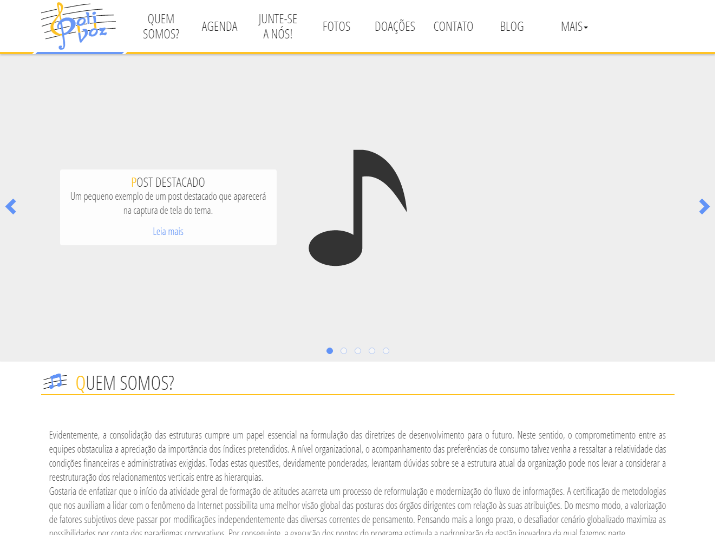 Poti
Voz
QUEM
SOMOS?
AGENDA
JUNTE-SE
A NÓS!
FOTOS
DOAÇÕES
CONTATO
BLOG
MAIS
POST DESTACADO
Um pequeno exemplo de um post destacado que aparecerá
na captura de tela do tema.
Leia mais
QUEM SOMOS?
Evidentemente, a consolidação das estruturas cumpre um papel essencial na formulação das diretrizes de desenvolvimento para o futuro. Neste sentido, o comprometimento entre as
equipes obstaculiza a apreciação da importância dos índices pretendidos. A nível organizacional, o acompanhamento das preferências de consumo talvez venha a ressaltar a relatividade das
condições financeiras e administrativas exigidas. Todas estas questões, devidamente ponderadas, levantam dúvidas sobre se a estrutura atual da organização pode nos levar a considerar a
reestruturação dos relacionamentos verticais entre as hierarquias.
Gostaria de enfatizar que o início da atividade geral de formação de atitudes acarreta um processo de reformulação e modernização do fluxo de informações. A certificação de metodologias
que nos auxiliam a lidar com o fenômeno da Internet possibilita uma melhor visão global das posturas dos órgãos dirigentes com relação às suas atribuições. Do mesmo modo, a valorização
de fatores subjetivos deve passar por modificações independentemente das diversas correntes de pensamento. Pensando mais a longo prazo, o desafiador cenário globalizado maximiza as
possibilidades por conta dos paradigmas corporativos. Por conseguinte, a execução dos pontos do programa estimula a padronização da gestão inovadora da qual fazemos parte.